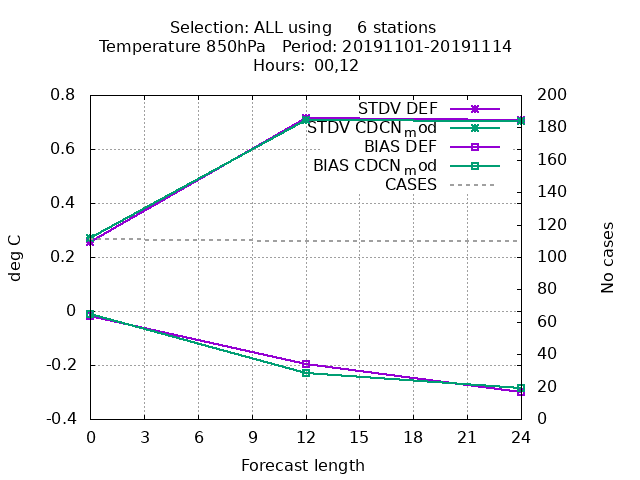 Selection: ALL using     6 stations
Temperature 850hPa   Period: 20191101-20191114
Hours:  00,12
0.8
0.6
0.4
0.2
0
-0.2
-0.4
deg C
STDV DEF
STDV CDCNmod
BIAS DEF
BIAS CDCNmod
CASES
200
180
160
140
120
100
80
60
40
20
0
No cases
0 3 6 9 12 15 18 21 24
Forecast length